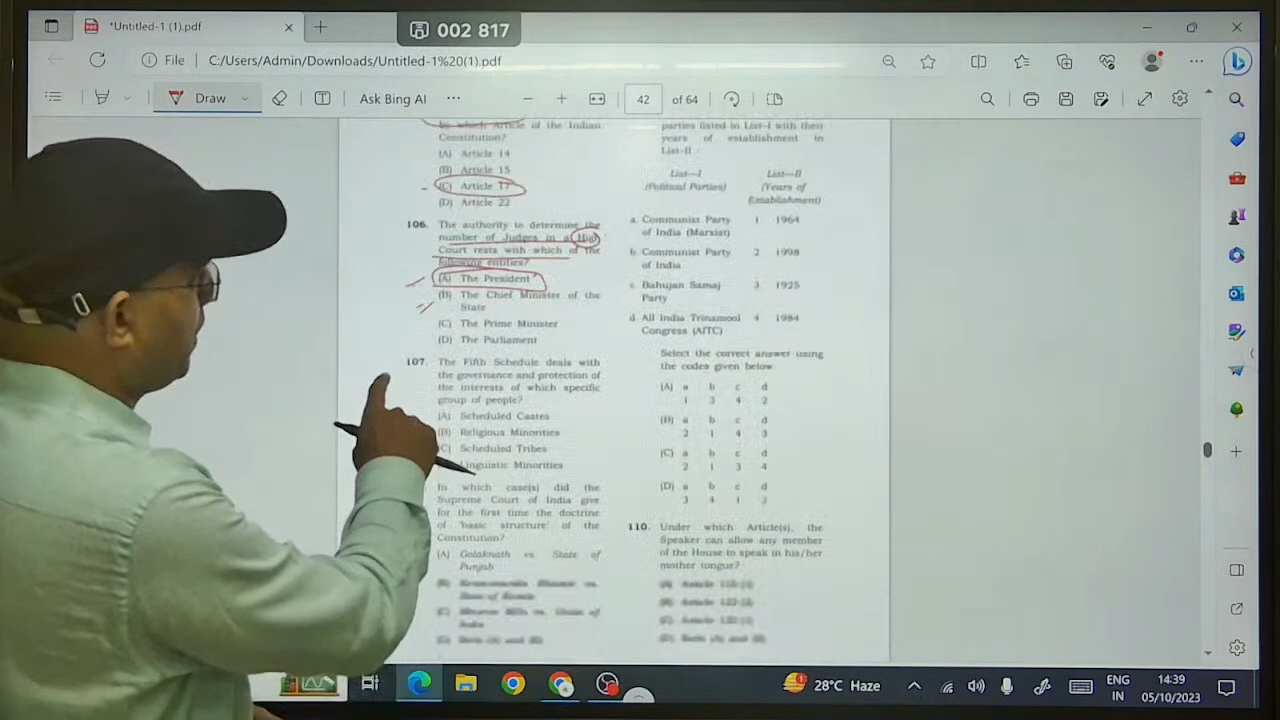 *Untitled-1 (1).pdf
002 817
File
C:/Users/Admin/Downloads/Untitled-1%20(1).pdf
Draw
Ask Bing AI
42 of 64
by which Article of the Indian
Constitution?
(A) Article 14
(B) Article 15
(C) Article 17
(D) Article 22
106. The authority to determine the
number of Judges in a High
Court rests with which of the
following entities?
(A) The President
(B) The Chief Minister of the
State
(C) The Prime Minister
(D) The Parliament
107. The Fifth Schedule deals with
the governance and protection of
the interests of which specific
group of people?
(A) Scheduled Castes
(B) Religious Minorities
(C) Scheduled Tribes
Linguistic Minorities
In which case(s) did the
Supreme Court of India give
for the first time the doctrine
of 'basic structure' of the
Constitution?
(A) Golaknath vs. State of
Punjab
parties listed in List-I with their
years of establishment in
List-II :
List—I List—II
(Political Parties) (Years of
Establishment)
a. Communist Party 1 1964
of India (Marxist)
b. Communist Party 2 1998
of India
c. Bahujan Samaj 3 1925
Party
d. All India Trinamool 4 1984
Congress (AITC)
Select the correct answer using
the codes given below
(A) a b c d
1 3 4 2
(B) a b c d
2 1 4 3
(C) a b c d
2 1 3 4
(D) a b c d
3 4 1 2
110. Under which Article(s), the
Speaker can allow any member
of the House to speak in his/her
mother tongue?
28°C Haze
ENG
IN
14:39
05/10/2023